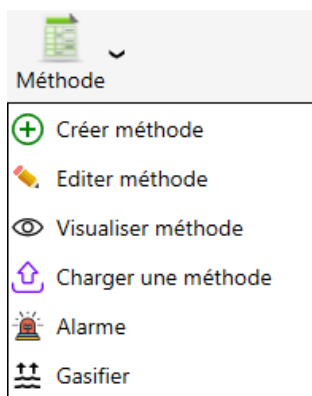 Méthode
Créer méthode
Editer méthode
Visualiser méthode
Charger une méthode
Alarme
Gasifier